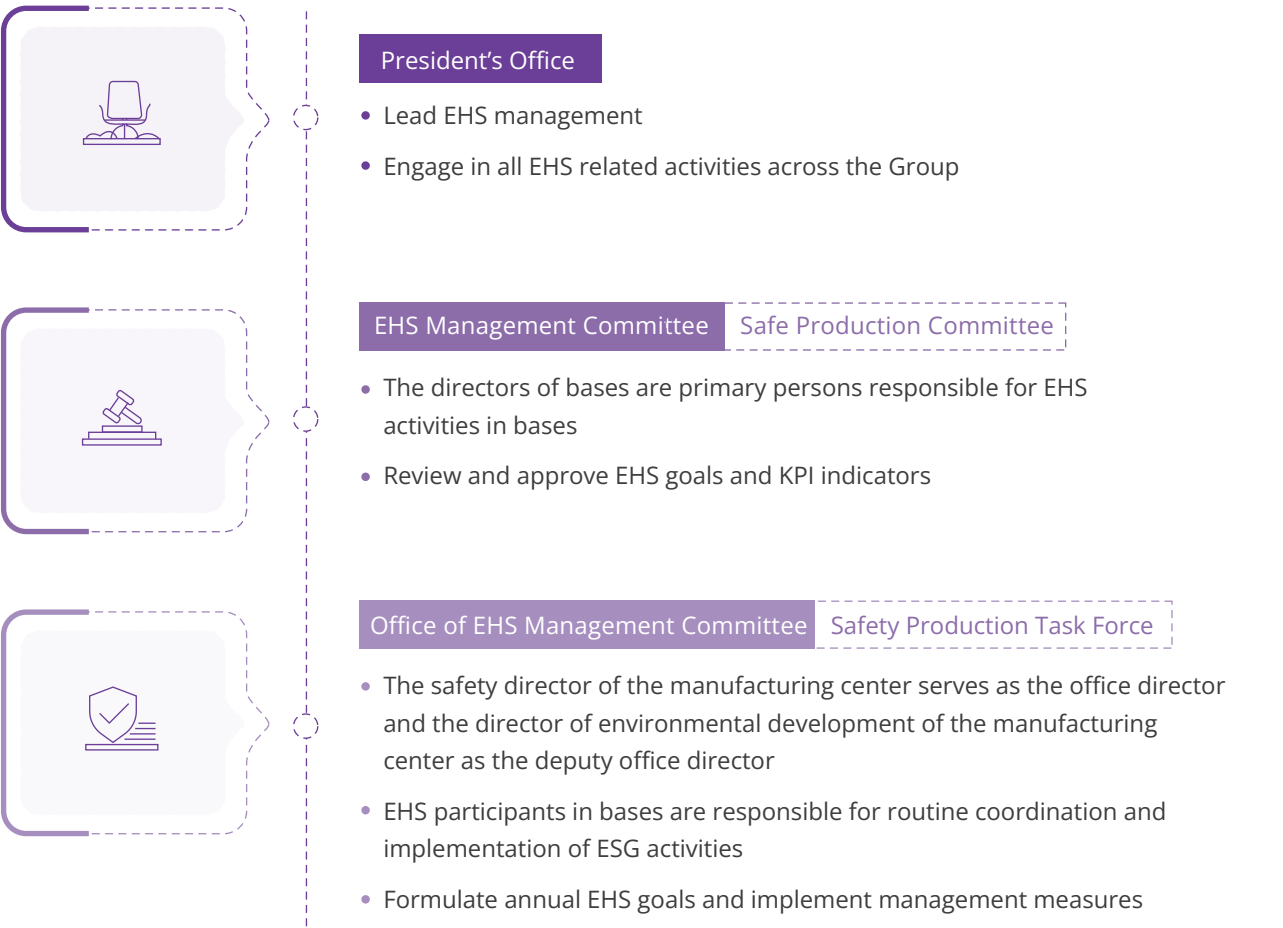 President’s Office
• Lead EHS management
• Engage in all EHS related activities across the Group
EHS Management Committee Safe Production Committee
• The directors of bases are primary persons responsible for EHS
activities in bases
• Review and approve EHS goals and KPI indicators
Office of EHS Management Committee Safety Production Task Force
• The safety director of the manufacturing center serves as the office director
and the director of environmental development of the manufacturing
center as the deputy office director
• EHS participants in bases are responsible for routine coordination and
implementation of ESG activities
• Formulate annual EHS goals and implement management measures